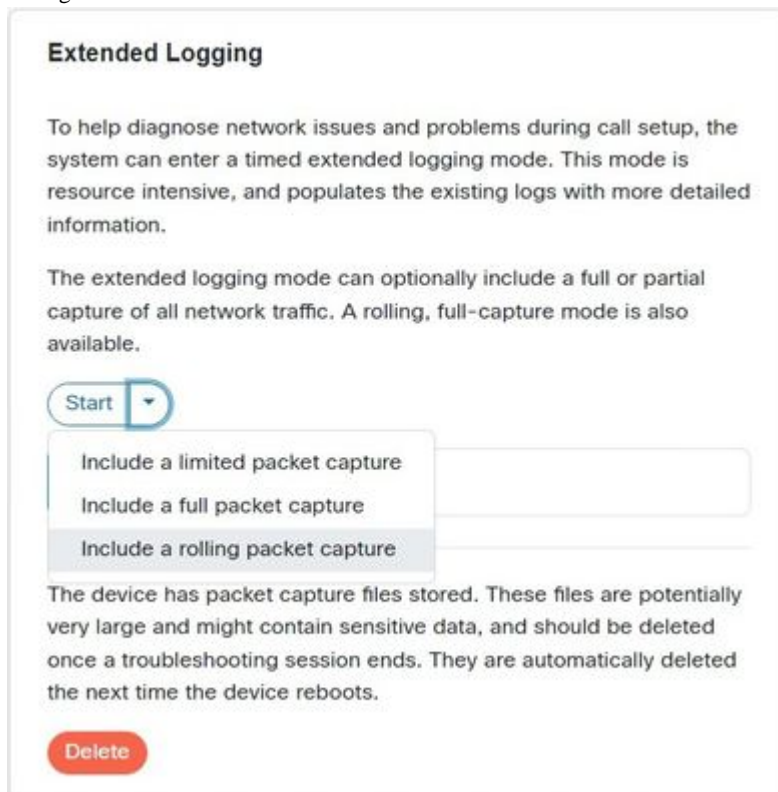 Extended Logging
To help diagnose network issues and problems during call setup, the
system can enter a timed extended logging mode. This mode is
resource intensive, and populates the existing logs with more detailed
information.
The extended logging mode can optionally include a full or partial
capture of all network traffic. A rolling, full-capture mode is also
available.
Start
Include a limited packet capture
Include a full packet capture
Include a rolling packet capture
The device has packet capture files stored. These files are potentially
very large and might contain sensitive data, and should be deleted
once a troubleshooting session ends. They are automatically deleted
the next time the device reboots.
Delete